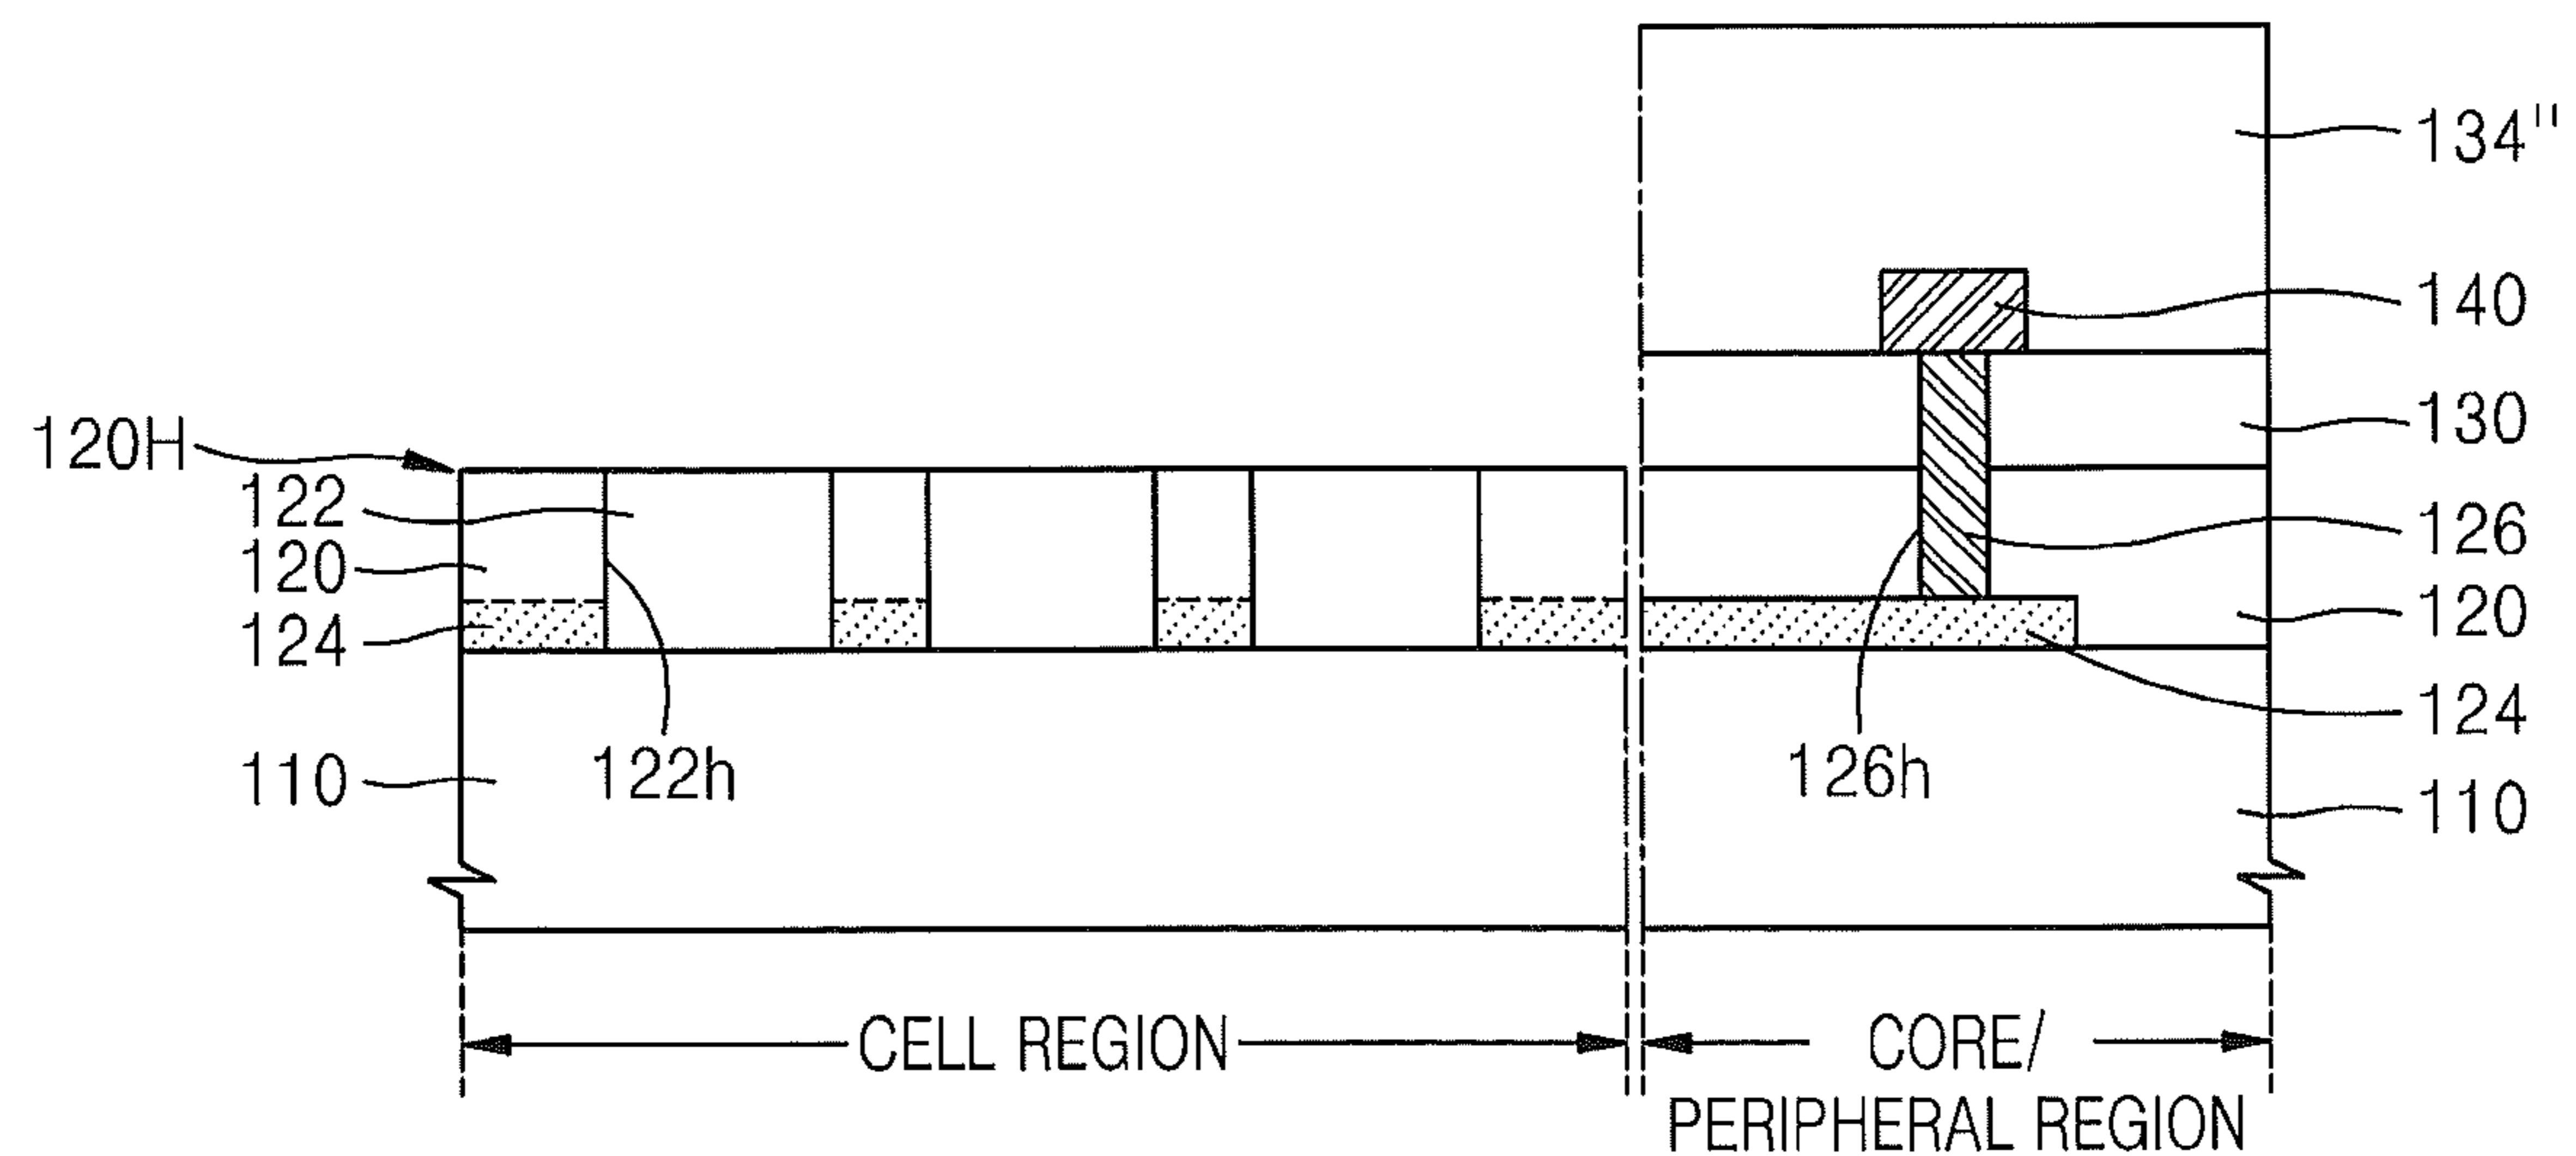 134"
140
130
120H
122
120
124
126
120
124
122h
126h
110
110
CELL REGION
CORE/
PERIPHERAL REGION